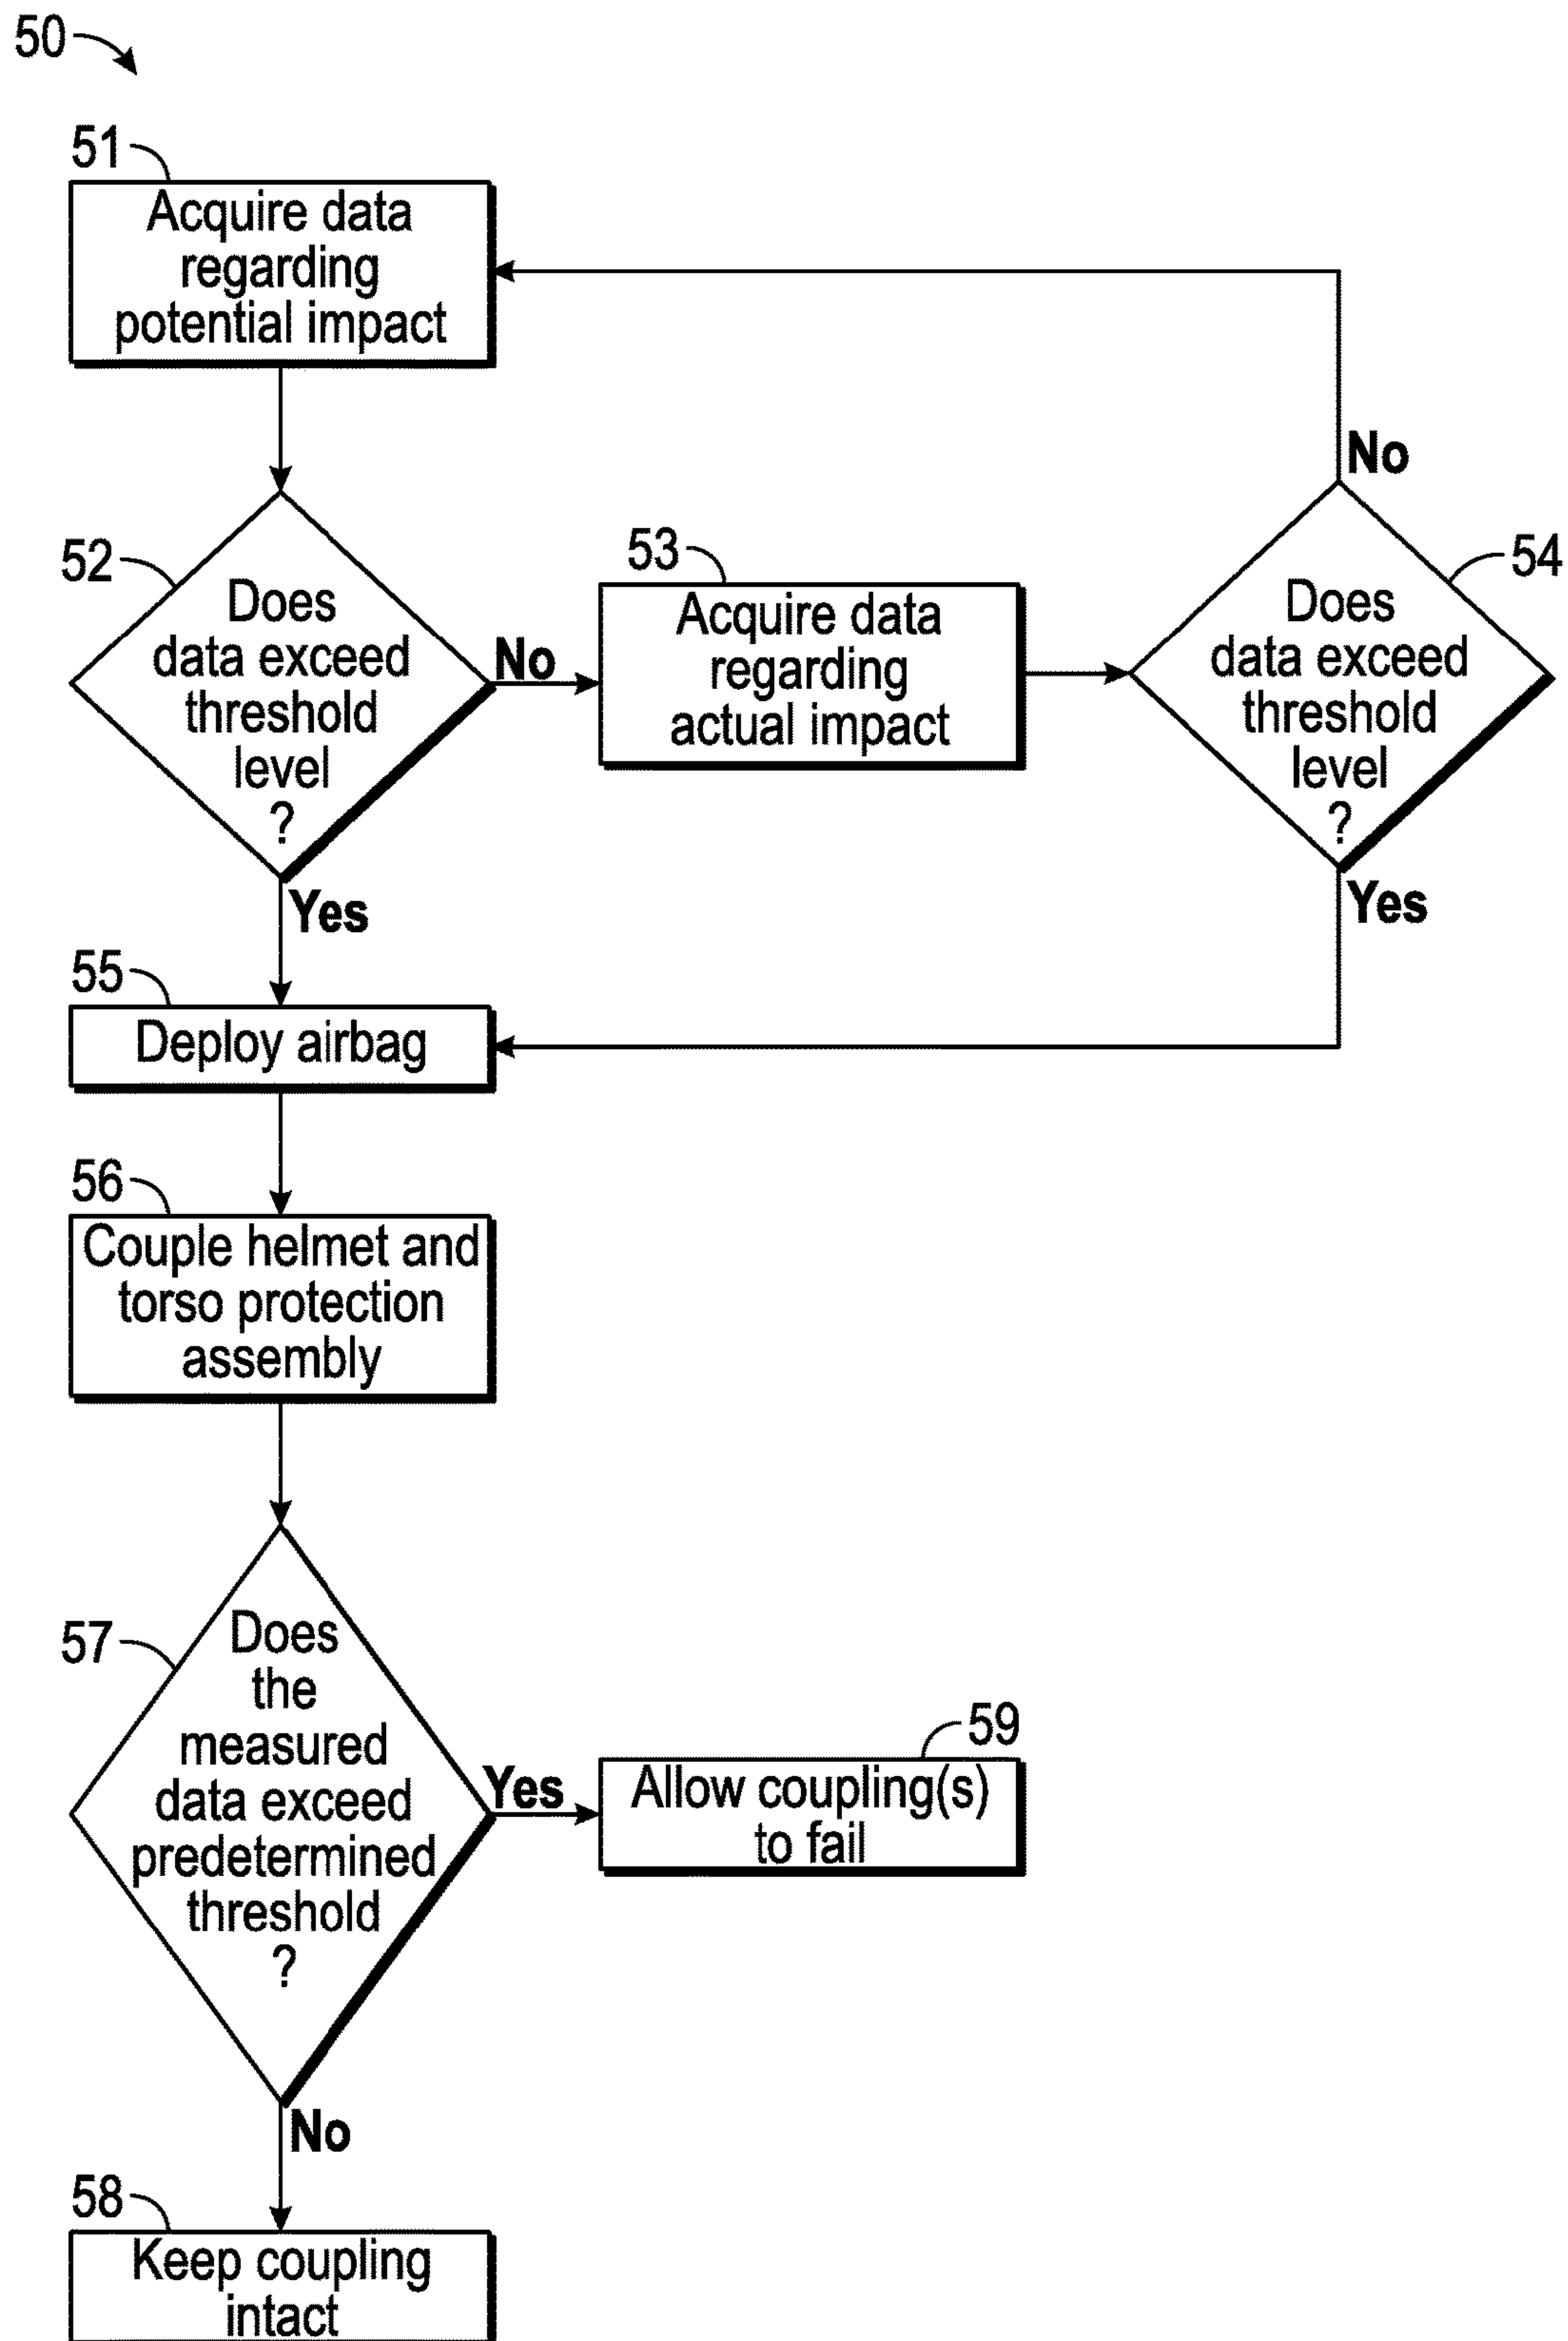 50
51
Acquire data
regarding
potential impact
No
52
Does
data exceed
threshold
level
?
No
53
Acquire data
regarding
actual impact
54
Does
data exceed
threshold
level
?
Yes
Yes
55
Deploy airbag
56
Couple helmet and
torso protection
assembly
57
Does
the
measured
data exceed
predetermined
threshold
?
Yes
59
Allow coupling(s)
to fail
No
58
Keep coupling
intact